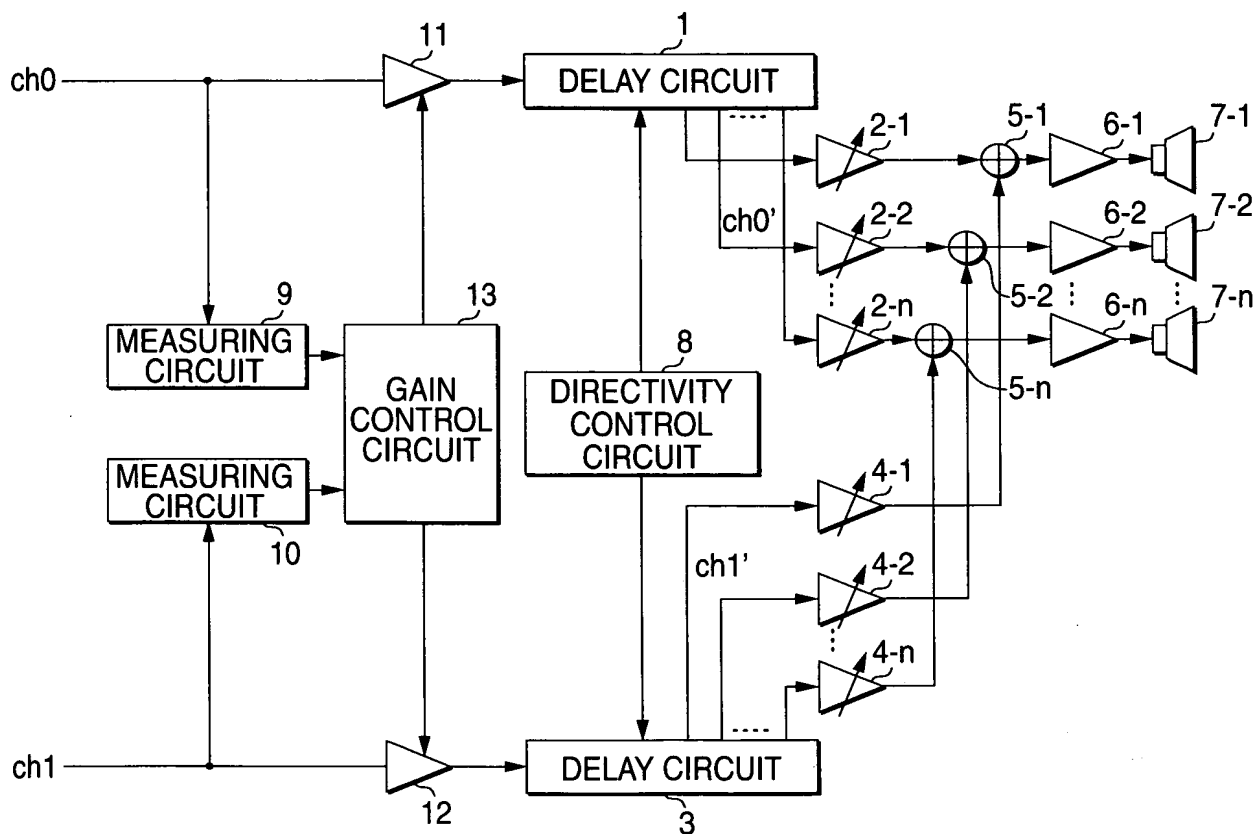 1
11
ch0
DELAY CIRCUIT
2-1
5-1
6-1
7-1
ch0'
2-2
6-2
7-2
5-2
9
13
2-n
6-n
7-n
MEASURING
CIRCUIT
8
5-n
GAIN
CONTROL
CIRCUIT
DIRECTIVITY
CONTROL
CIRCUIT
MEASURING
CIRCUIT
10
4-1
ch1'
4-2
4-n
ch1
12
DELAY CIRCUIT
3